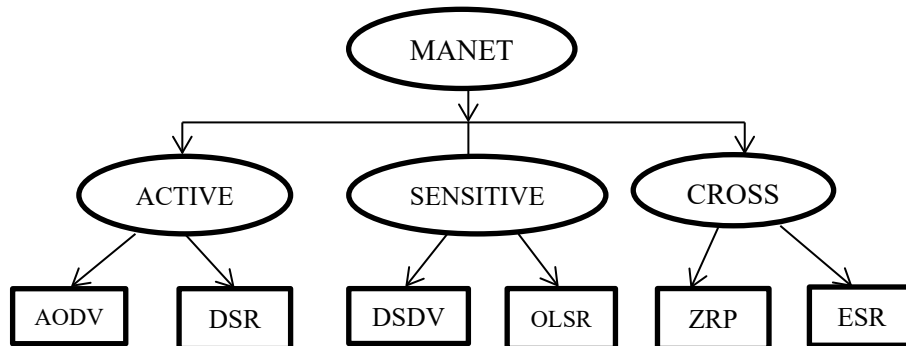 MANET
ACTIVE
SENSITIVE
CROSS
AODV
DSR
DSDV
OLSR
ZRP
ESR